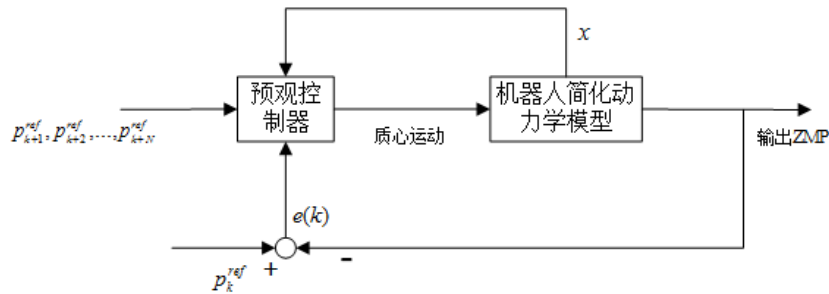 x
预观控
制器
机器人简化动
力学模型
p_{k+1}^{ref}, p_{k+2}^{ref}, ..., p_{k+N}^{ref}
质心运动
输出ZMP
e(k)
+
-
p_k^{ref}